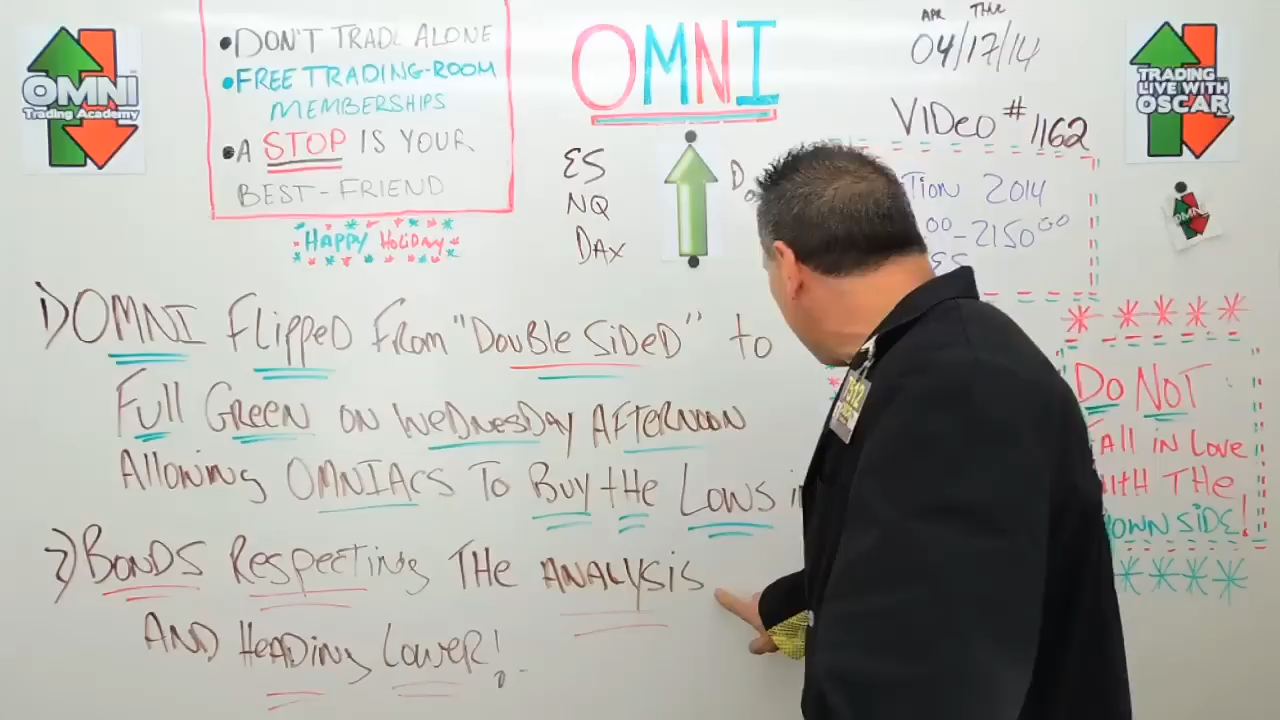 OMNI
Trading Academy
•DON'T TRADE ALONE
•FREE TRADING-ROOM
MEMBERSHIPS
•A STOP IS YOUR
BEST-FRIEND
HAPPY HOLIDAY
OMNI
ES
NQ
DAX
APR THU
04/17/14
VIDEO #1162
TION 2014
00-2150 00
ES
TRADING
LIVE WITH
OSCAR
OMNI
1) OMNI FLIPPED FROM "DOUBLE SIDED" TO
FULL GREEN ON WEDNESDAY AFTERNOON
ALLOWING OMNIACS TO BUY THE LOWS
2) BONDS RESPECTING THE ANALYSIS
AND HEADING LOWER!
DO NOT
FALL IN LOVE
WITH THE
DOWNSIDE!